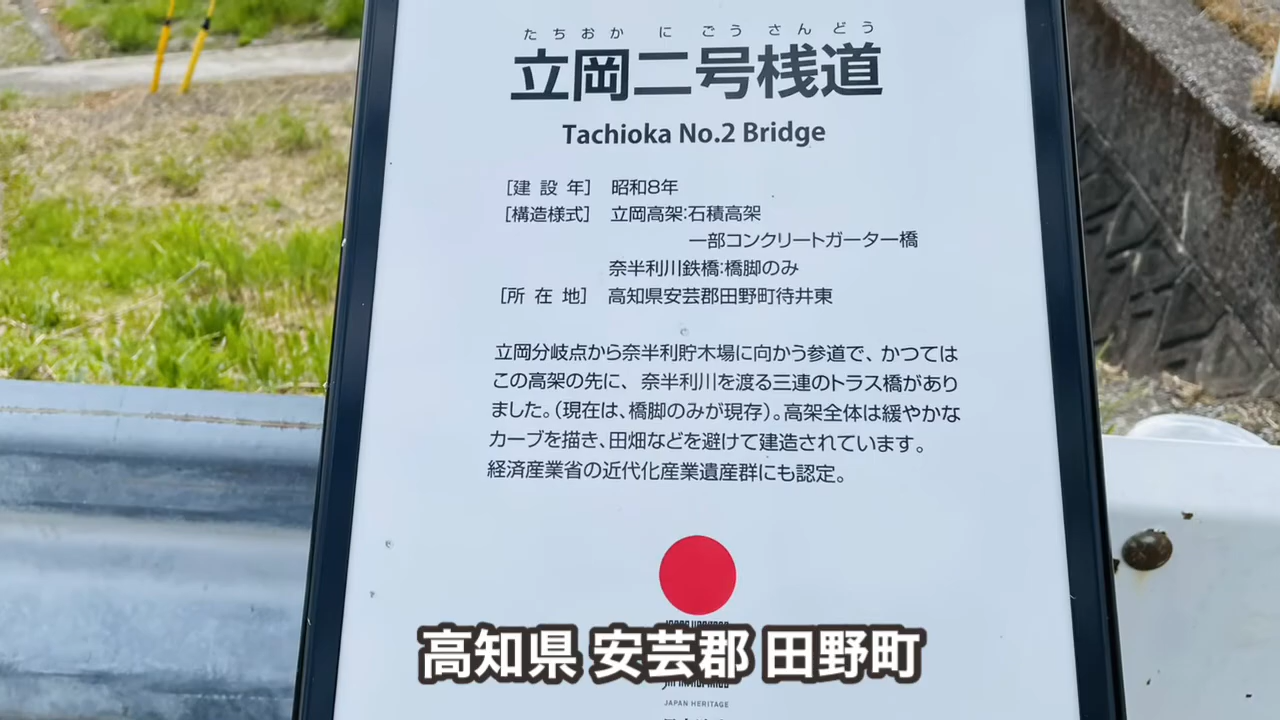 たちおか に ごう さんどう
立岡二号桟道
Tachioka No.2 Bridge
［建 設 年］ 昭和8年
［構造様式］ 立岡高架：石積高架
一部コンクリートガーター橋
奈半利川鉄橋：橋脚のみ
［所 在 地］ 高知県安芸郡田野町待井東
立岡分岐点から奈半利貯木場に向かう参道で、かつては
この高架の先に、奈半利川を渡る三連のトラス橋があり
ました。（現在は、橋脚のみが現存）。高架全体は緩やかな
カーブを描き、田畑などを避けて建造されています。
経済産業省の近代化産業遺産群にも認定。
高知県 安芸郡 田野町
JAPAN HERITAGE